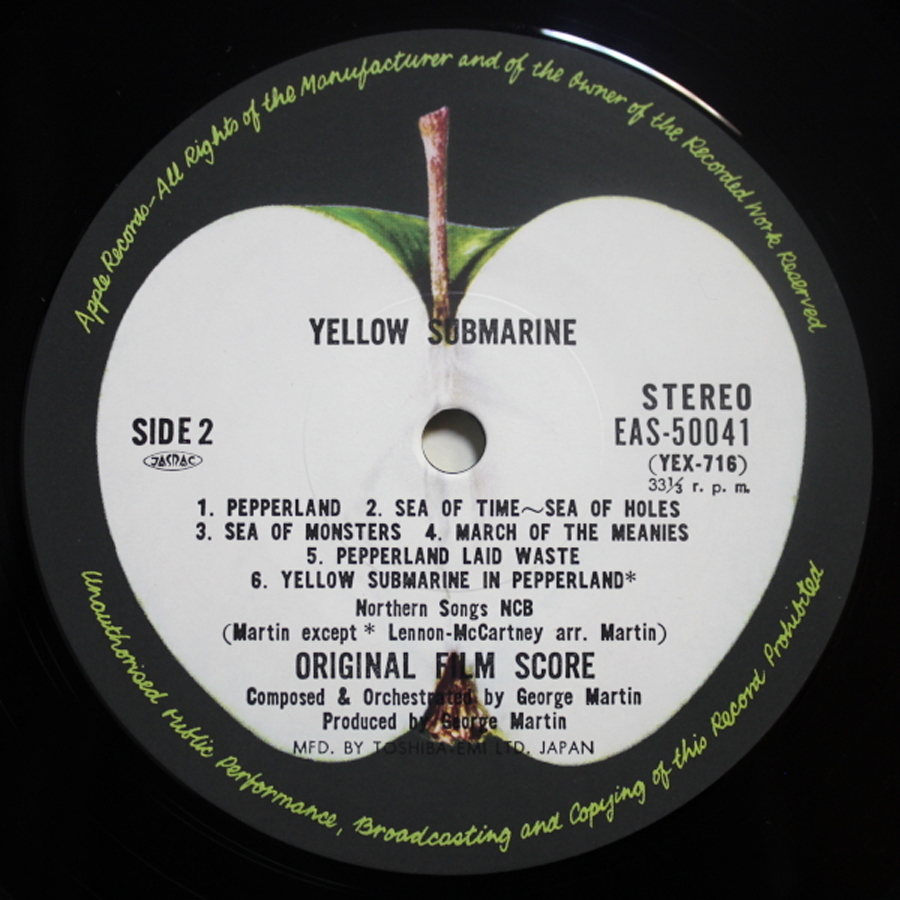 Apple Records-All Rights of the Manufacturer and of the Owner of the Recorded Work Reserved
YELLOW SUBMARINE
STEREO
SIDE 2
EAS-50041
JASRAC
(YEX-716)
33⅓ r. p. m.
1. PEPPERLAND 2. SEA OF TIME~SEA OF HOLES
3. SEA OF MONSTERS 4. MARCH OF THE MEANIES
5. PEPPERLAND LAID WASTE
6. YELLOW SUBMARINE IN PEPPERLAND*
Northern Songs NCB
(Martin except * Lennon-McCartney arr. Martin)
ORIGINAL FILM SCORE
Composed & Orchestrated by George Martin
Produced by George Martin
MFD. BY TOSHIBA-EMI LTD. JAPAN
Unauthorised Public Performance, Broadcasting and Copying of this Record Prohibited